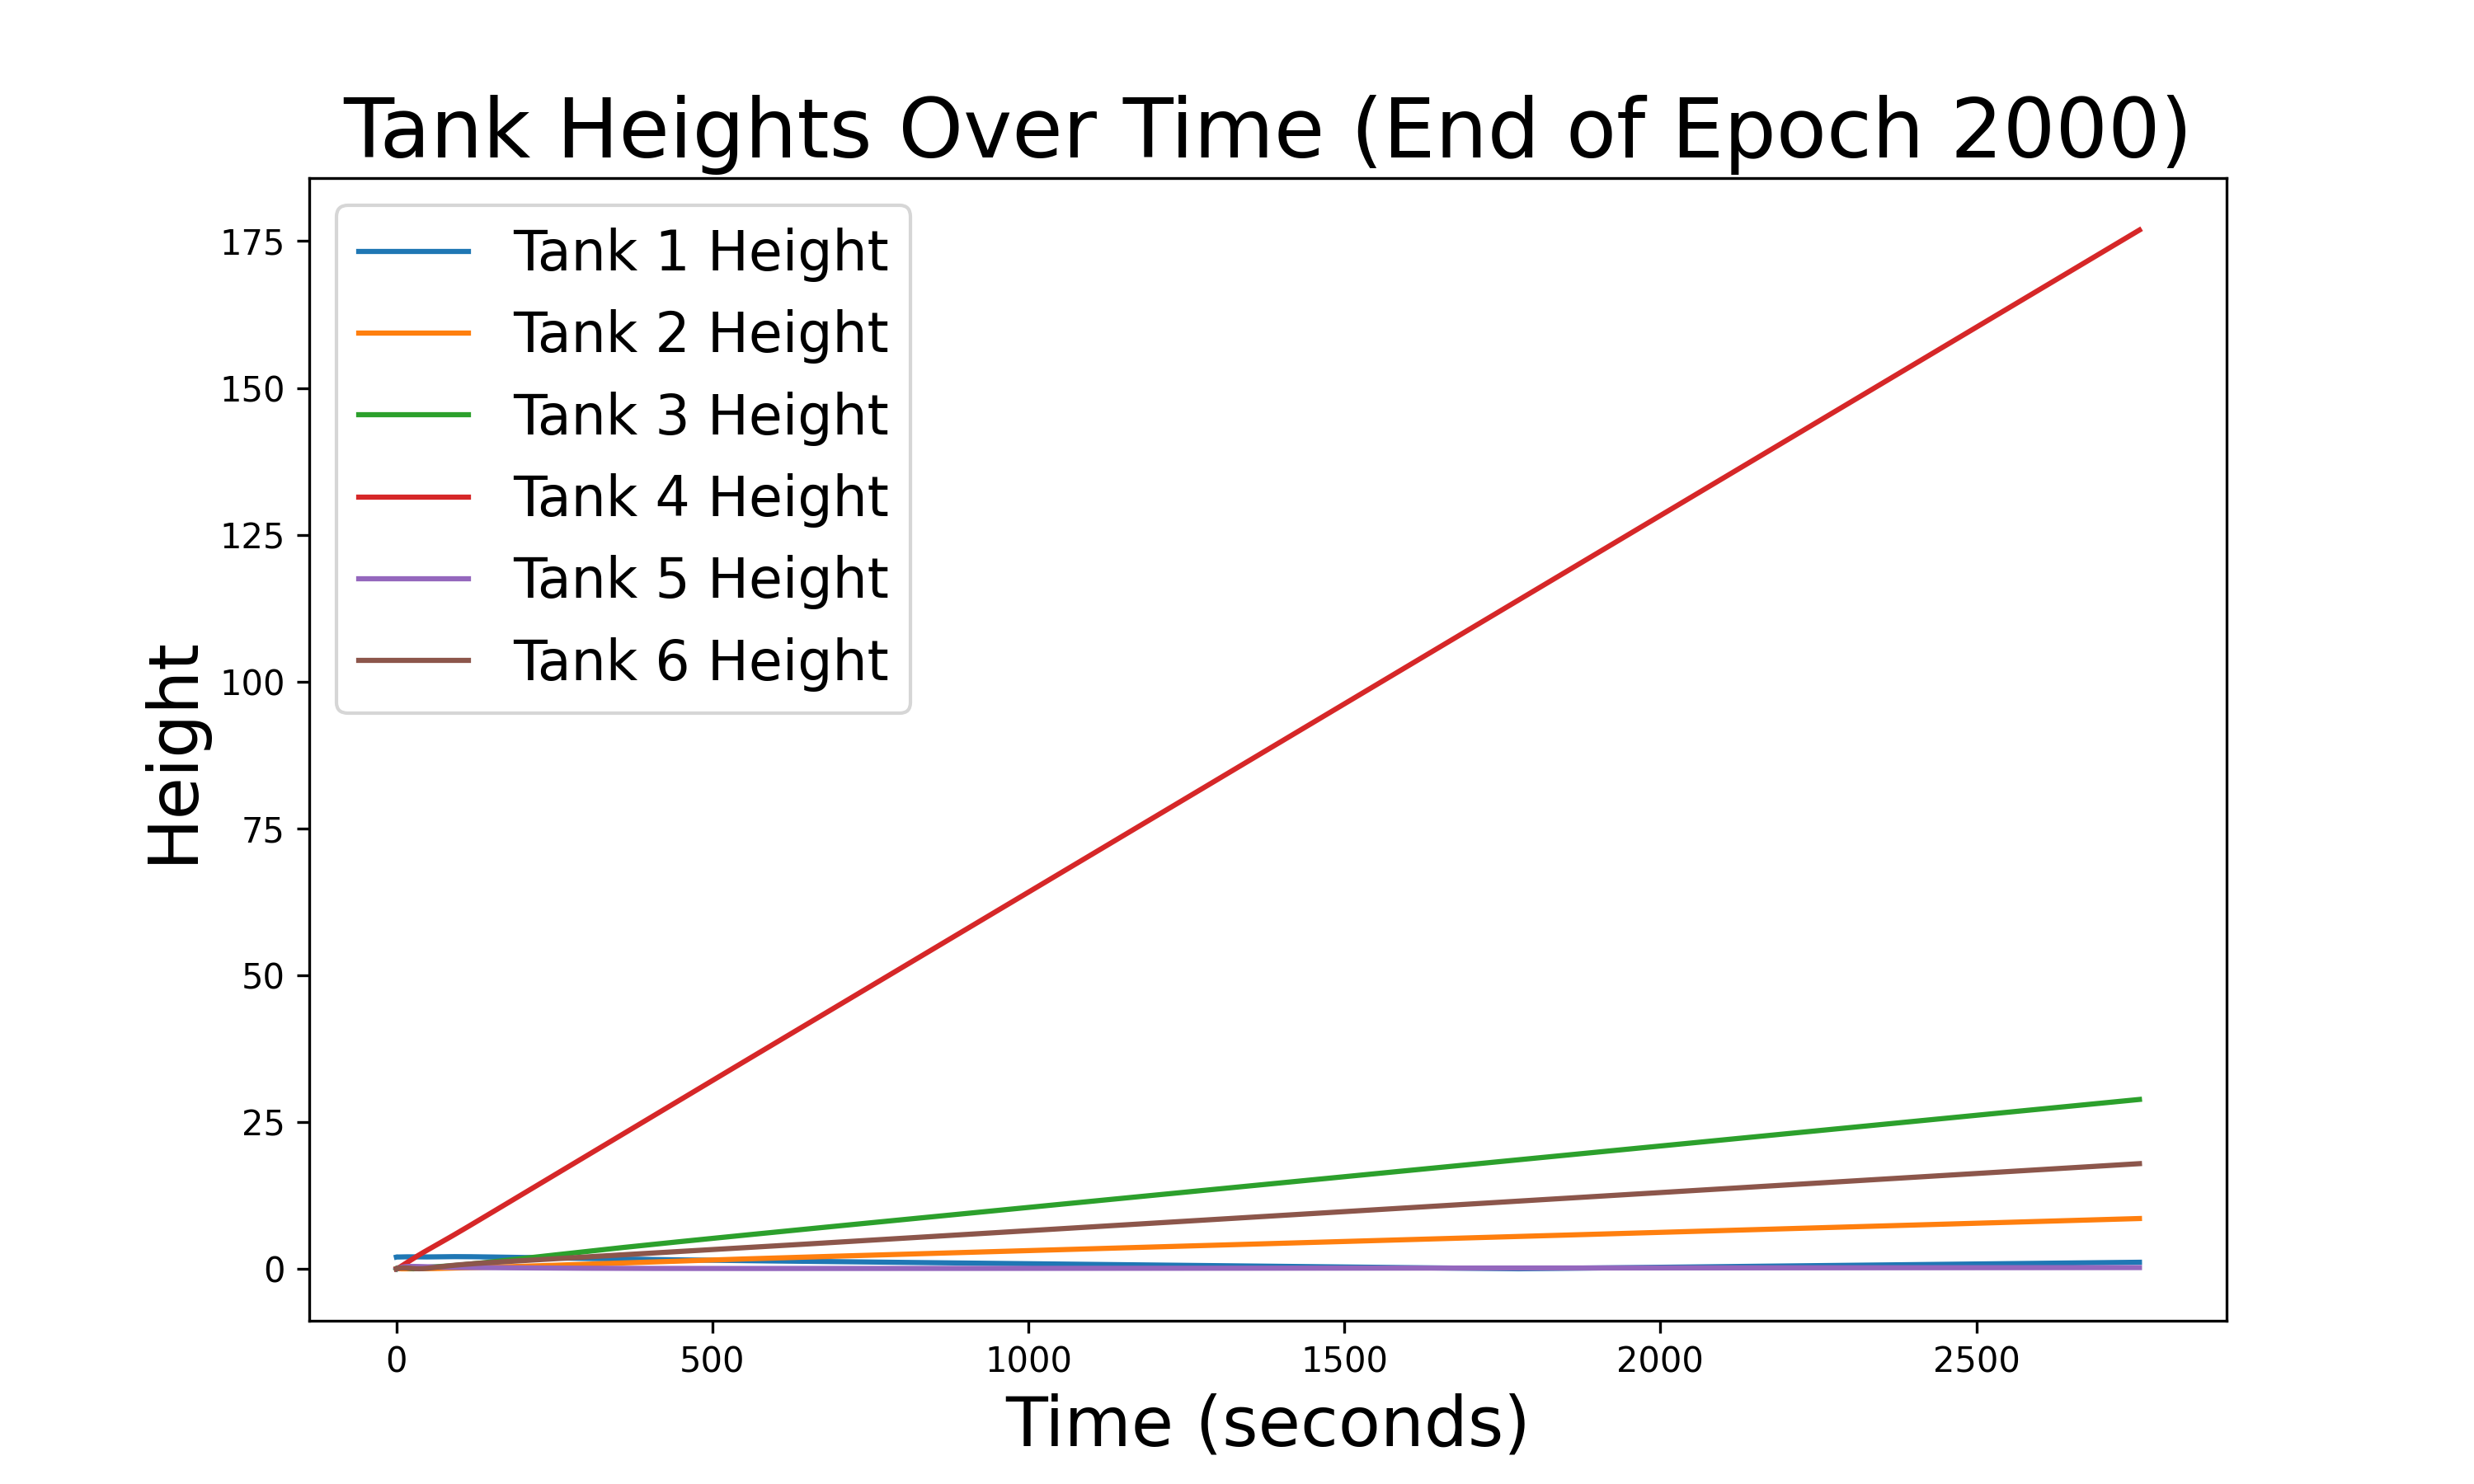 Tank Heights Over Time (End of Epoch 2000)
Tank 1 Height
Tank 2 Height
Tank 3 Height
Tank 4 Height
Tank 5 Height
Tank 6 Height
Height
175
150
125
100
75
50
25
0
0 500 1000 1500 2000 2500
Time (seconds)